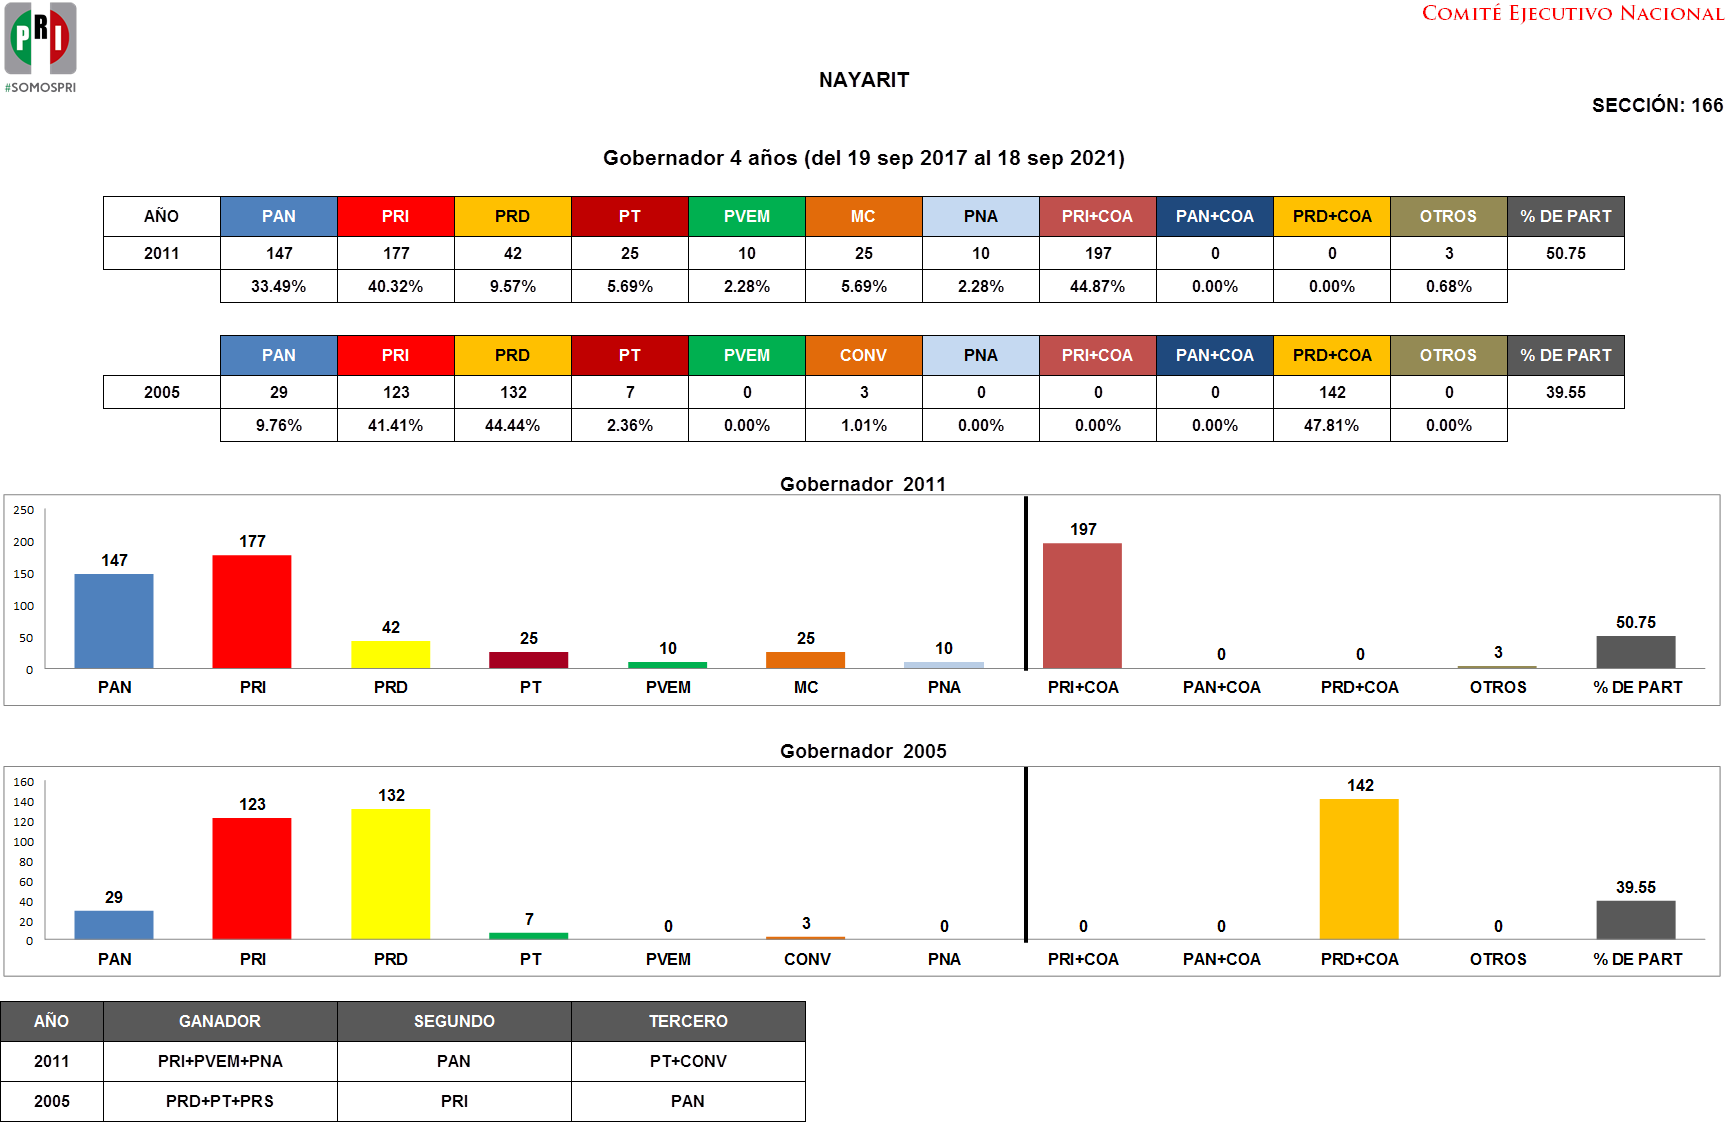 PRI
#SOMOSPRI
COMITÉ EJECUTIVO NACIONAL
NAYARIT
SECCIÓN: 166
Gobernador 4 años (del 19 sep 2017 al 18 sep 2021)
AÑO PAN PRI PRD PT PVEM MC PNA PRI+COA PAN+COA PRD+COA OTROS % DE PART
2011 147 177 42 25 10 25 10 197 0 0 3 50.75
33.49% 40.32% 9.57% 5.69% 2.28% 5.69% 2.28% 44.87% 0.00% 0.00% 0.68%
PAN PRI PRD PT PVEM CONV PNA PRI+COA PAN+COA PRD+COA OTROS % DE PART
2005 29 123 132 7 0 3 0 0 0 142 0 39.55
9.76% 41.41% 44.44% 2.36% 0.00% 1.01% 0.00% 0.00% 0.00% 47.81% 0.00%
Gobernador 2011
250
200
150
100
50
0
147 177 42 25 10 25 10 197 0 0 3 50.75
PAN PRI PRD PT PVEM MC PNA PRI+COA PAN+COA PRD+COA OTROS % DE PART
Gobernador 2005
160
140
120
100
80
60
40
20
0
29 123 132 7 0 3 0 0 0 142 0 39.55
PAN PRI PRD PT PVEM CONV PNA PRI+COA PAN+COA PRD+COA OTROS % DE PART
AÑO GANADOR SEGUNDO TERCERO
2011 PRI+PVEM+PNA PAN PT+CONV
2005 PRD+PT+PRS PRI PAN